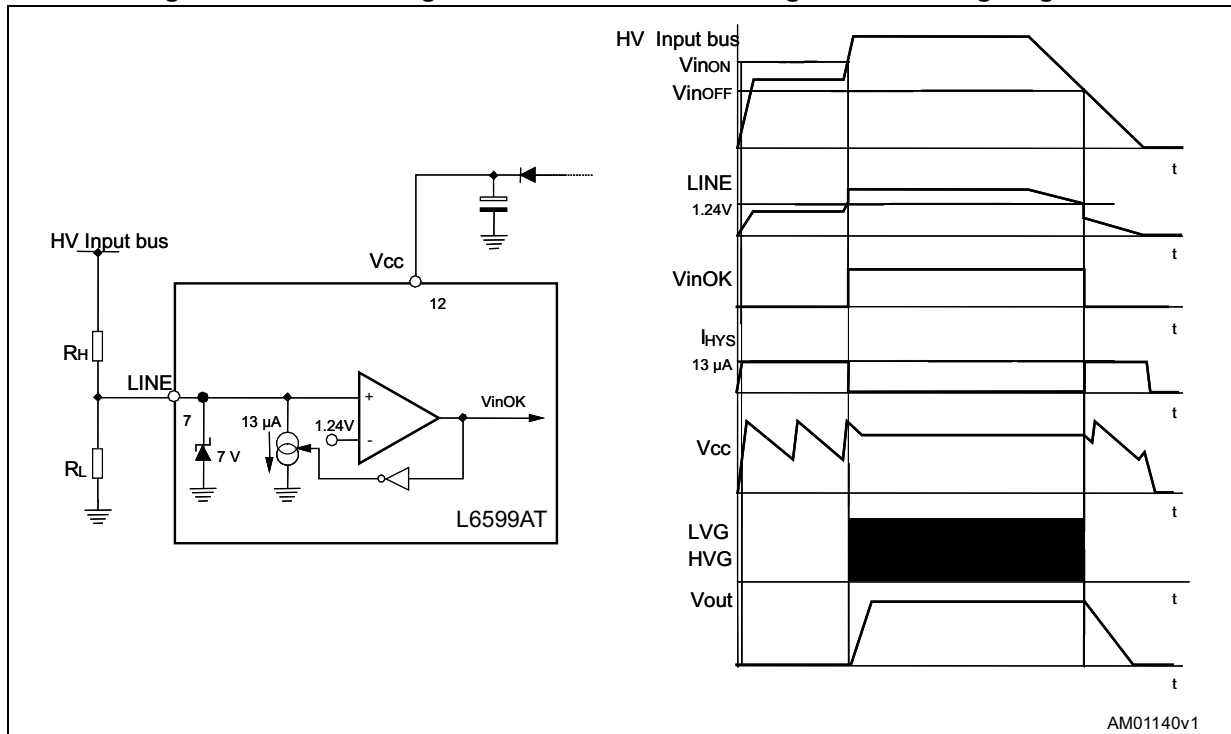 HV Input bus
RH
RL
LINE
7
7 V
13 µA
1.24V
+
-
VinOK
Vcc
12
L6599AT
HV Input bus
VinON
VinOFF
t
LINE
1.24V
t
VinOK
t
IHYS
13 µA
t
Vcc
t
LVG
HVG
t
Vout
t
AM01140v1